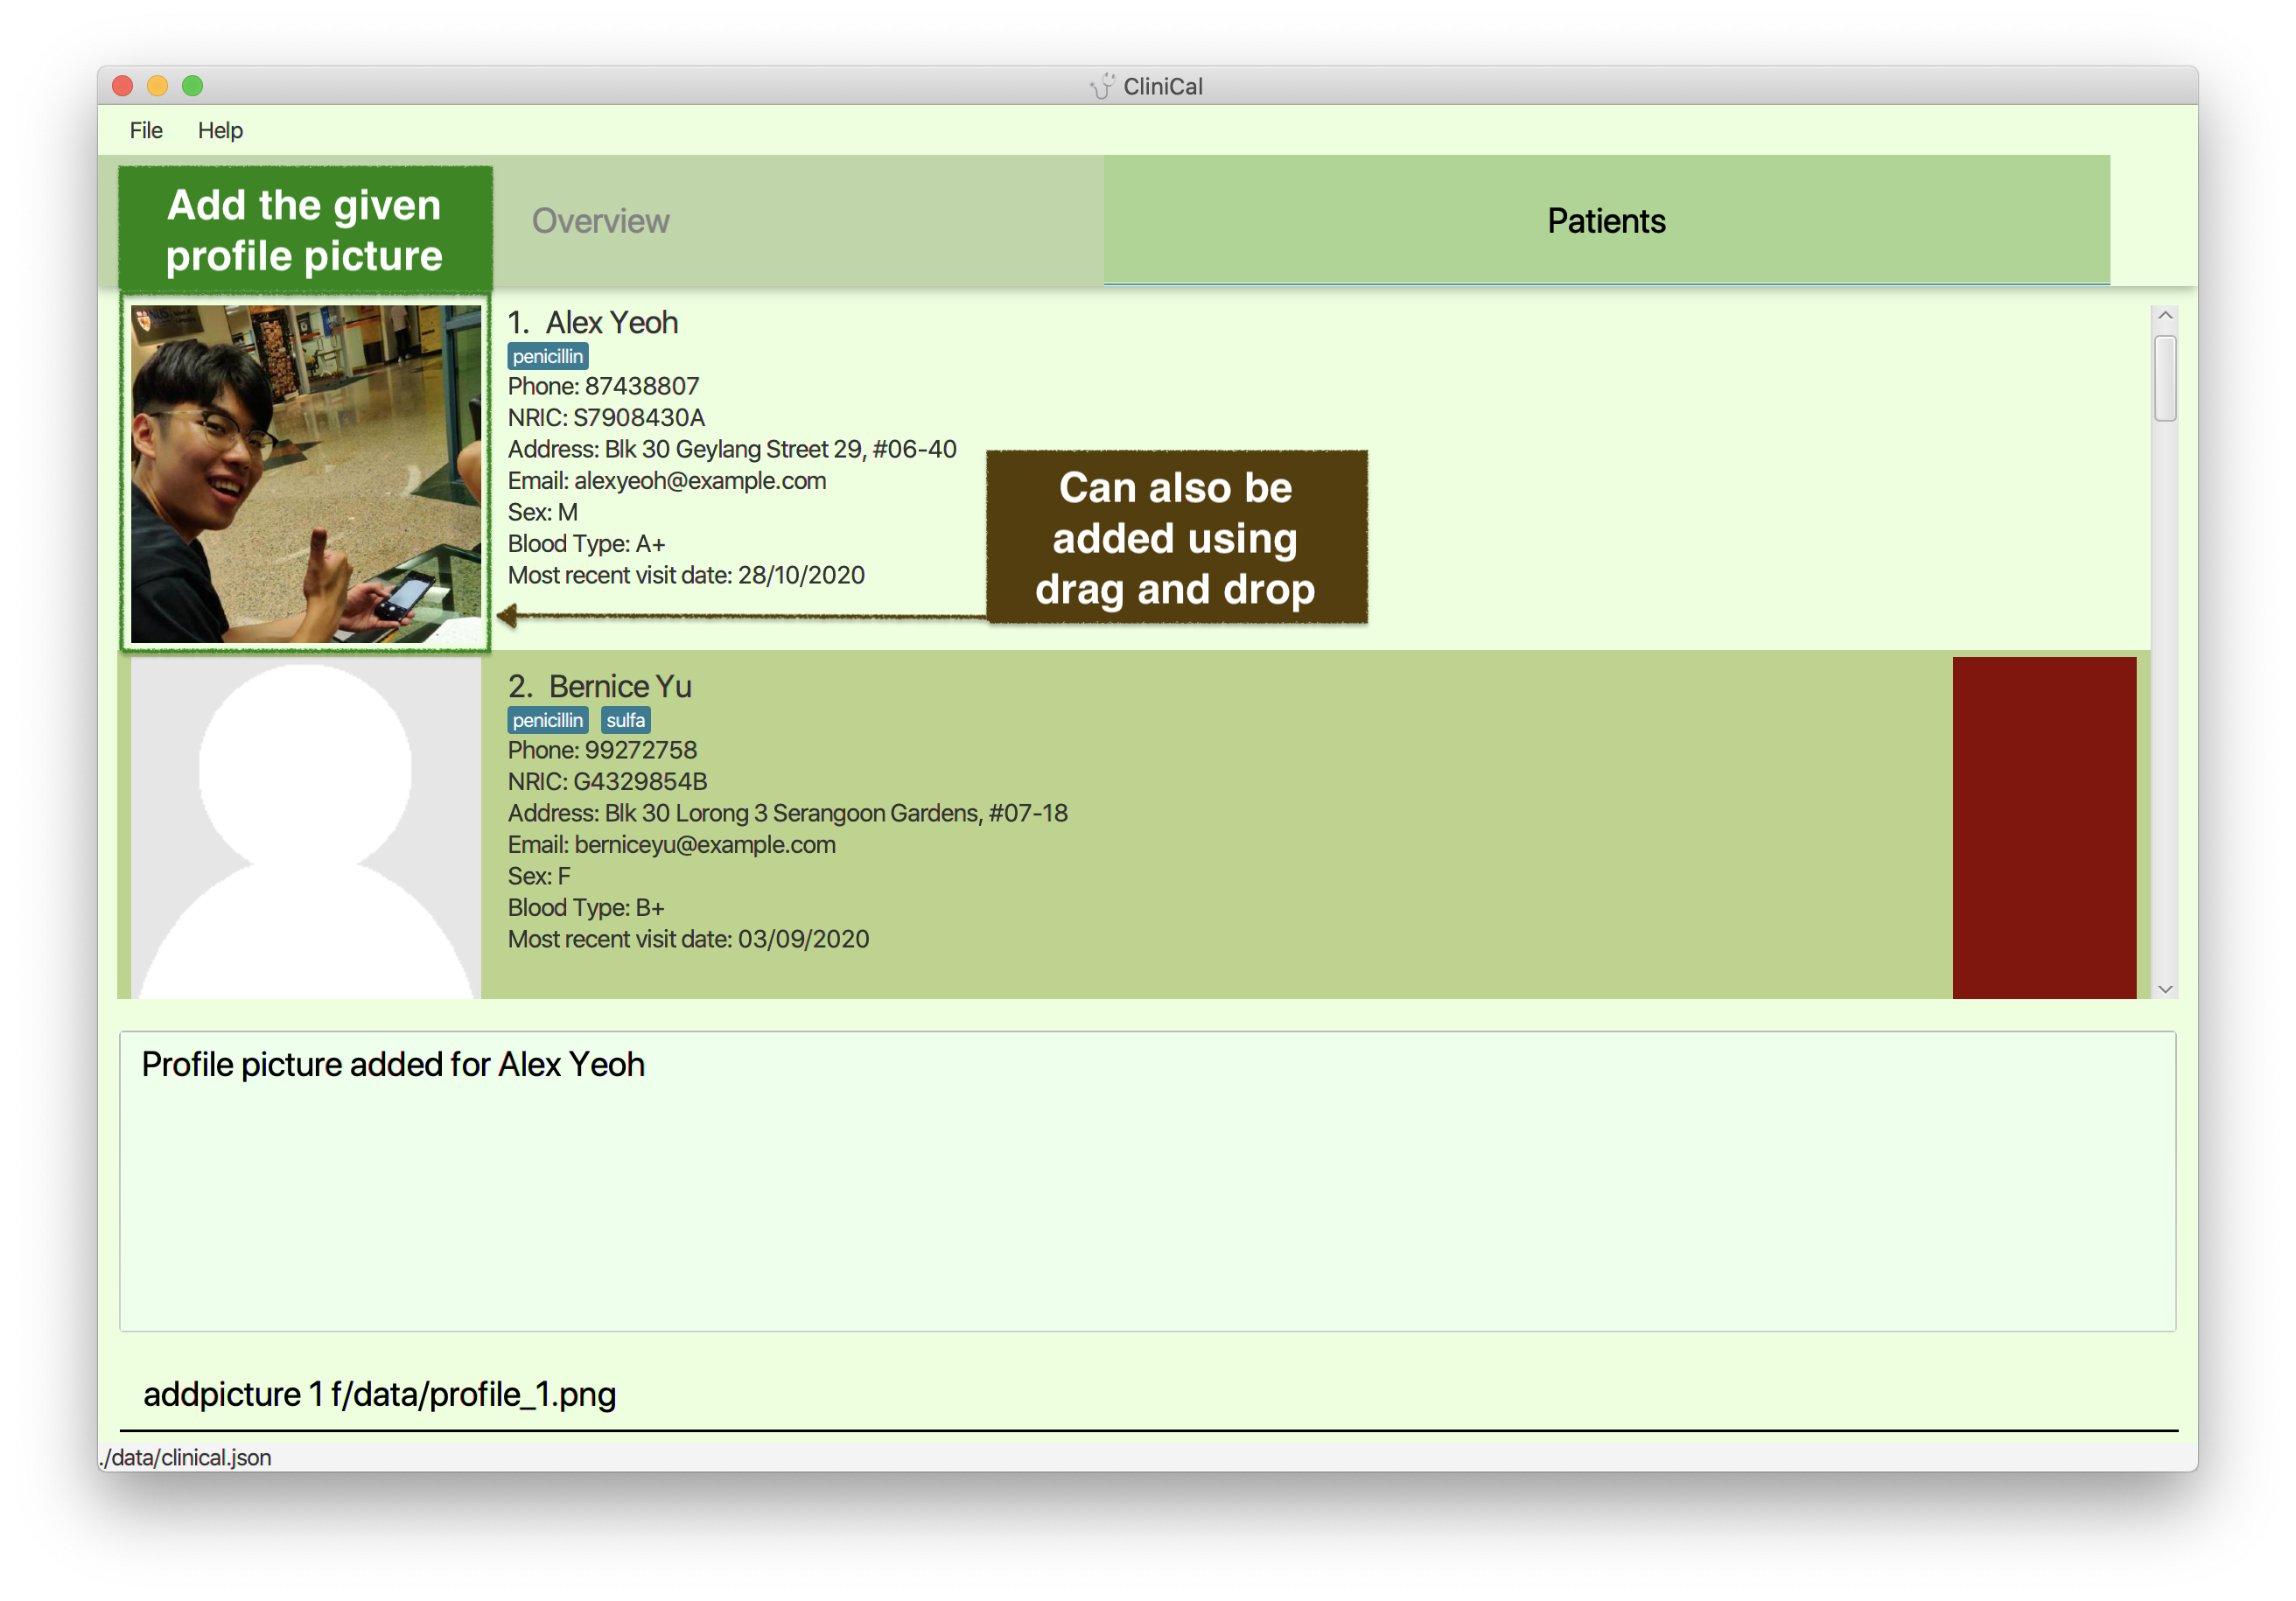 CliniCal
File Help
Add the given
profile picture
Overview
Patients
1. Alex Yeoh
penicillin
Phone: 87438807
NRIC: S7908430A
Address: Blk 30 Geylang Street 29, #06-40
Email: alexyeoh@example.com
Sex: M
Blood Type: A+
Most recent visit date: 28/10/2020
Can also be
added using
drag and drop
2. Bernice Yu
penicillin sulfa
Phone: 99272758
NRIC: G4329854B
Address: Blk 30 Lorong 3 Serangoon Gardens, #07-18
Email: berniceyu@example.com
Sex: F
Blood Type: B+
Most recent visit date: 03/09/2020
Profile picture added for Alex Yeoh
addpicture 1 f/data/profile_1.png
./data/clinical.json